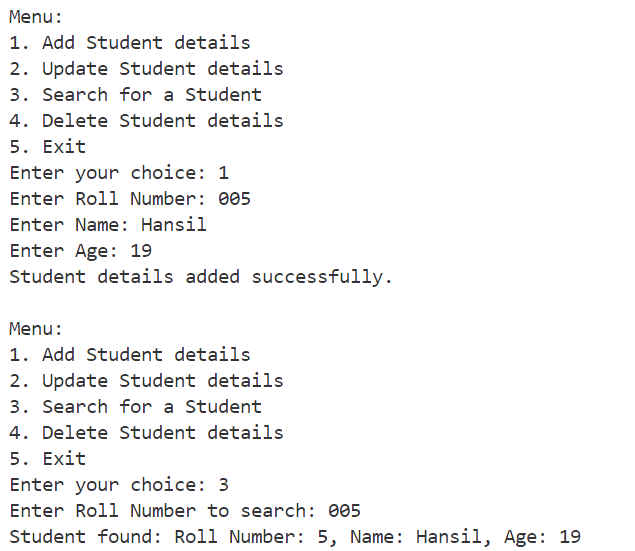 Menu:
1. Add Student details
2. Update Student details
3. Search for a Student
4. Delete Student details
5. Exit
Enter your choice: 1
Enter Roll Number: 005
Enter Name: Hansil
Enter Age: 19
Student details added successfully.
Menu:
1. Add Student details
2. Update Student details
3. Search for a Student
4. Delete Student details
5. Exit
Enter your choice: 3
Enter Roll Number to search: 005
Student found: Roll Number: 5, Name: Hansil, Age: 19